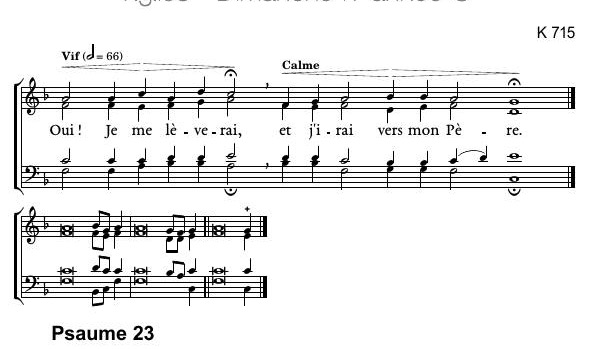 K 715
Vif (𝅗𝅥 = 66)
Calme
Oui ! Je me lè - ve - rai, et j'i - rai vers mon Pè - re.
Psaume 23